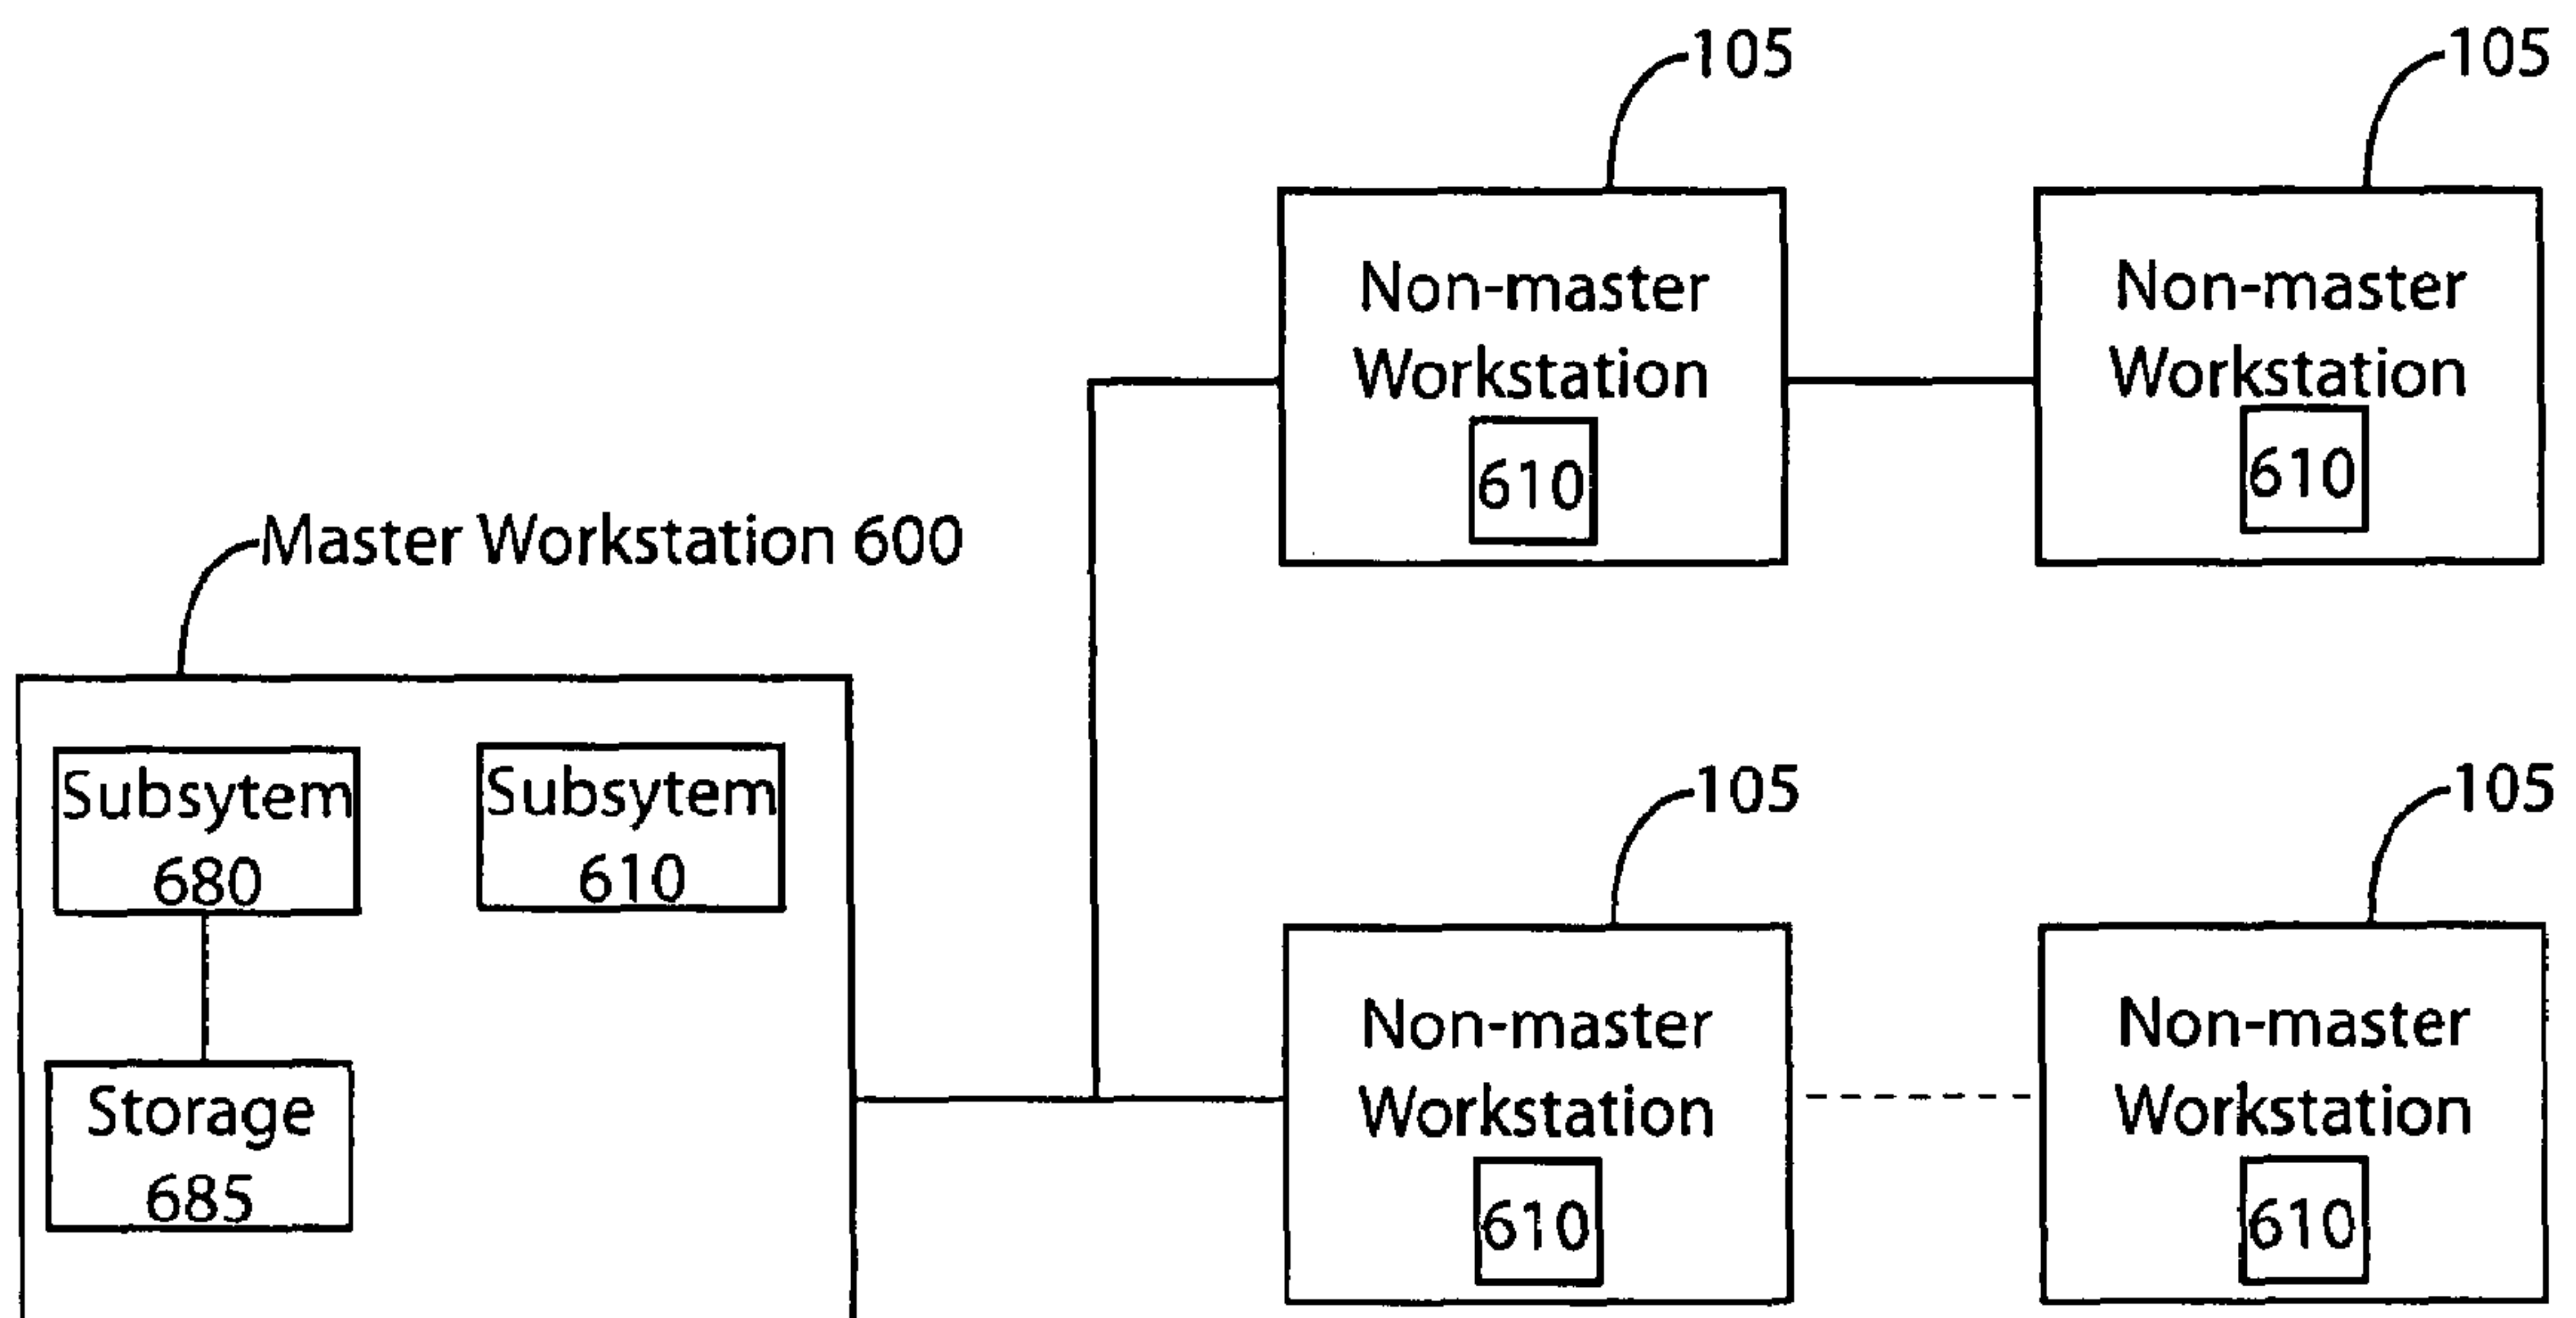 105
105
Non-master
Workstation
610
Non-master
Workstation
610
Master Workstation 600
Subsytem
680
Subsytem
610
Storage
685
105
105
Non-master
Workstation
610
Non-master
Workstation
610